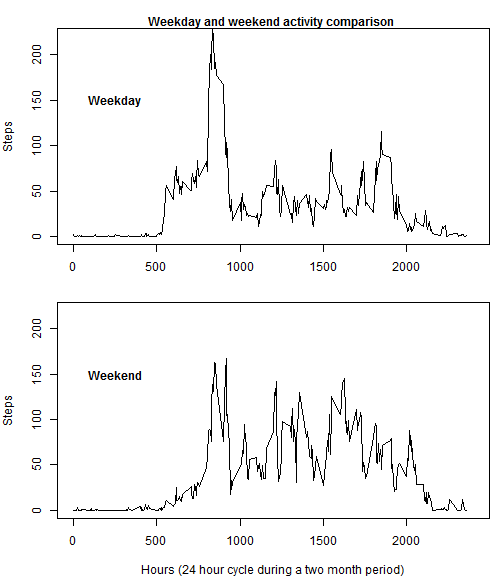 Weekday and weekend activity comparison
200
150
100
50
0
Steps
Weekday
0 500 1000 1500 2000
200
150
100
50
0
Steps
Weekend
0 500 1000 1500 2000
Hours (24 hour cycle during a two month period)